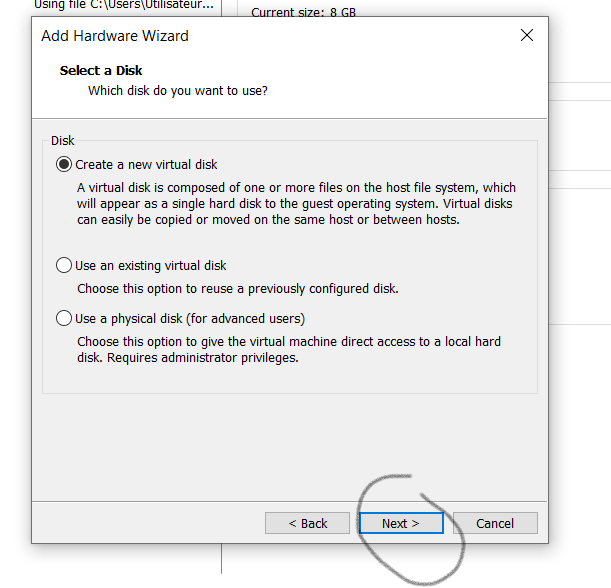 Using file C:\Users\Utilisateur...
Current size: 8 GB
Add Hardware Wizard
Select a Disk
Which disk do you want to use?
Disk
Create a new virtual disk
A virtual disk is composed of one or more files on the host file system, which
will appear as a single hard disk to the guest operating system. Virtual disks
can easily be copied or moved on the same host or between hosts.
Use an existing virtual disk
Choose this option to reuse a previously configured disk.
Use a physical disk (for advanced users)
Choose this option to give the virtual machine direct access to a local hard
disk. Requires administrator privileges.
< Back
Next >
Cancel